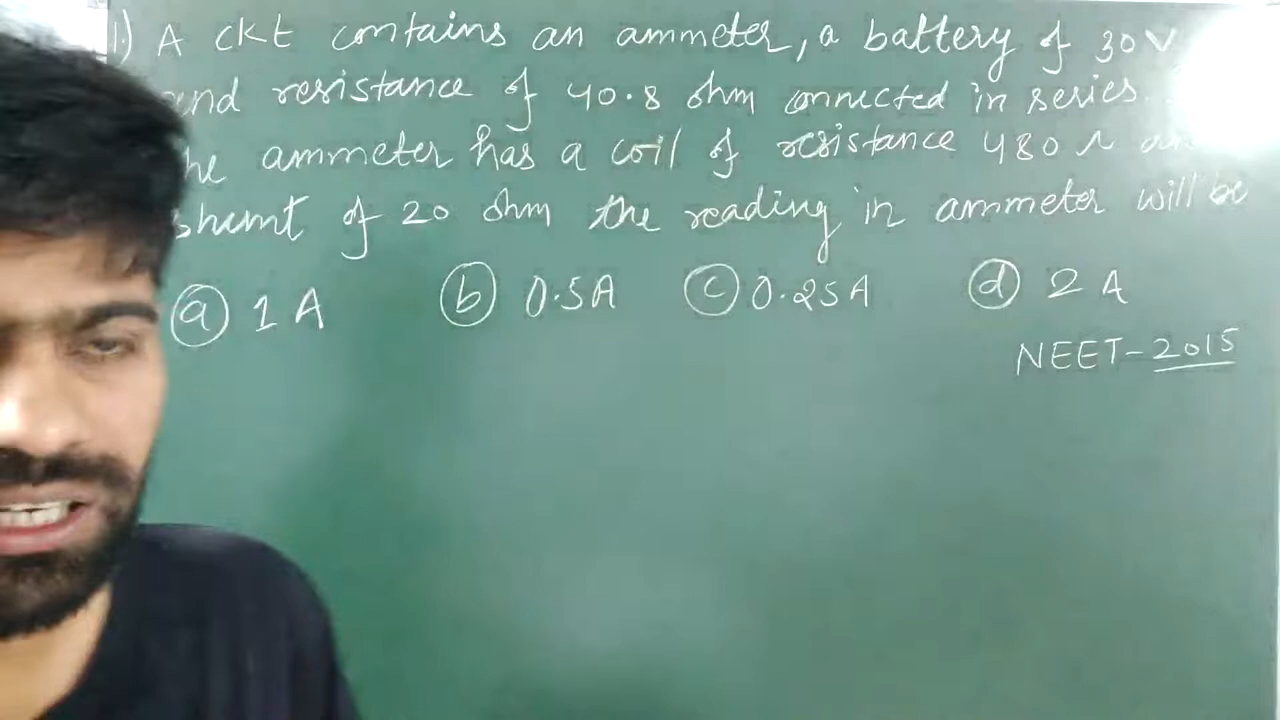 1.) A ckt contains an ammeter, a battery of 30V
and resistance of 40.8 ohm connected in series.
he ammeter has a coil of resistance 480 Ω an
shunt of 20 ohm the reading in ammeter will be
ⓐ 1 A ⓑ 0.5A ⓒ 0.25A ⓓ 2 A
NEET-2015